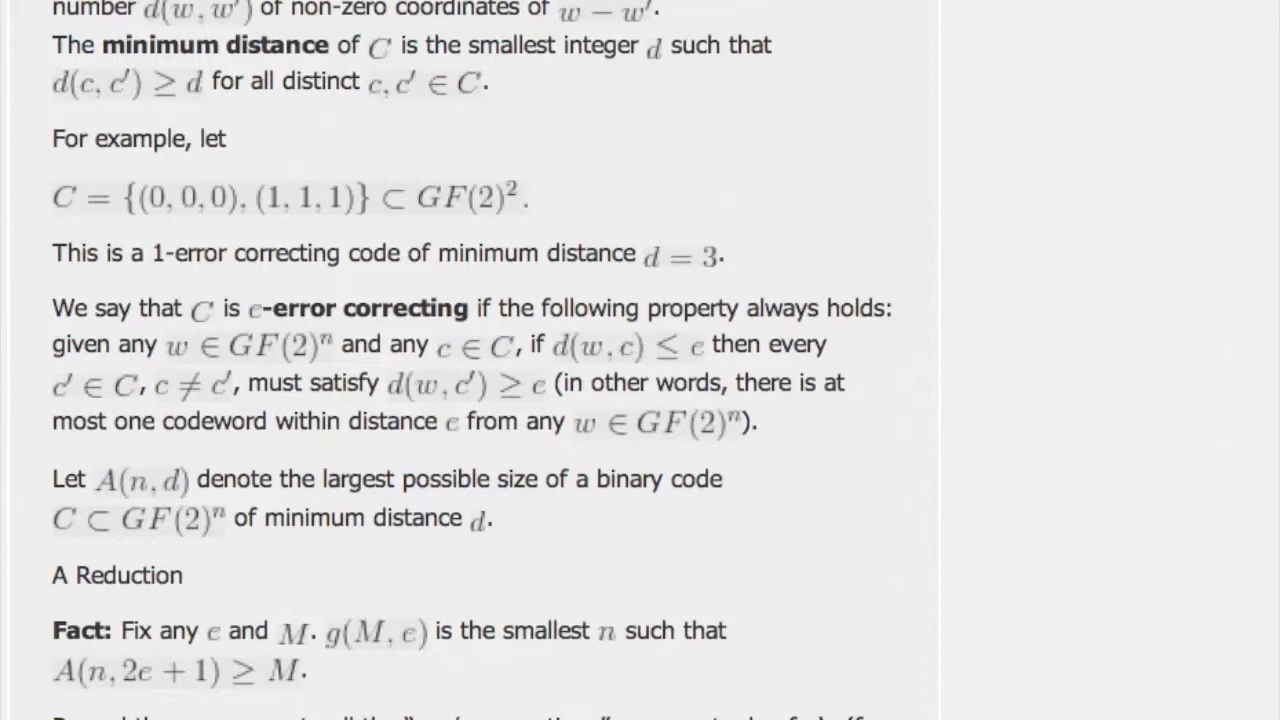 number d(w, w′) of non-zero coordinates of w − w′.
The minimum distance of C is the smallest integer d such that
d(c, c′) ≥ d for all distinct c, c′ ∈ C.
For example, let
C = {(0, 0, 0), (1, 1, 1)} ⊂ GF(2)².
This is a 1-error correcting code of minimum distance d = 3.
We say that C is e-error correcting if the following property always holds:
given any w ∈ GF(2)ⁿ and any c ∈ C, if d(w, c) ≤ e then every
c′ ∈ C, c ≠ c′, must satisfy d(w, c′) ≥ e (in other words, there is at
most one codeword within distance e from any w ∈ GF(2)ⁿ).
Let A(n, d) denote the largest possible size of a binary code
C ⊂ GF(2)ⁿ of minimum distance d.
A Reduction
Fact: Fix any e and M. g(M, e) is the smallest n such that
A(n, 2e + 1) ≥ M.